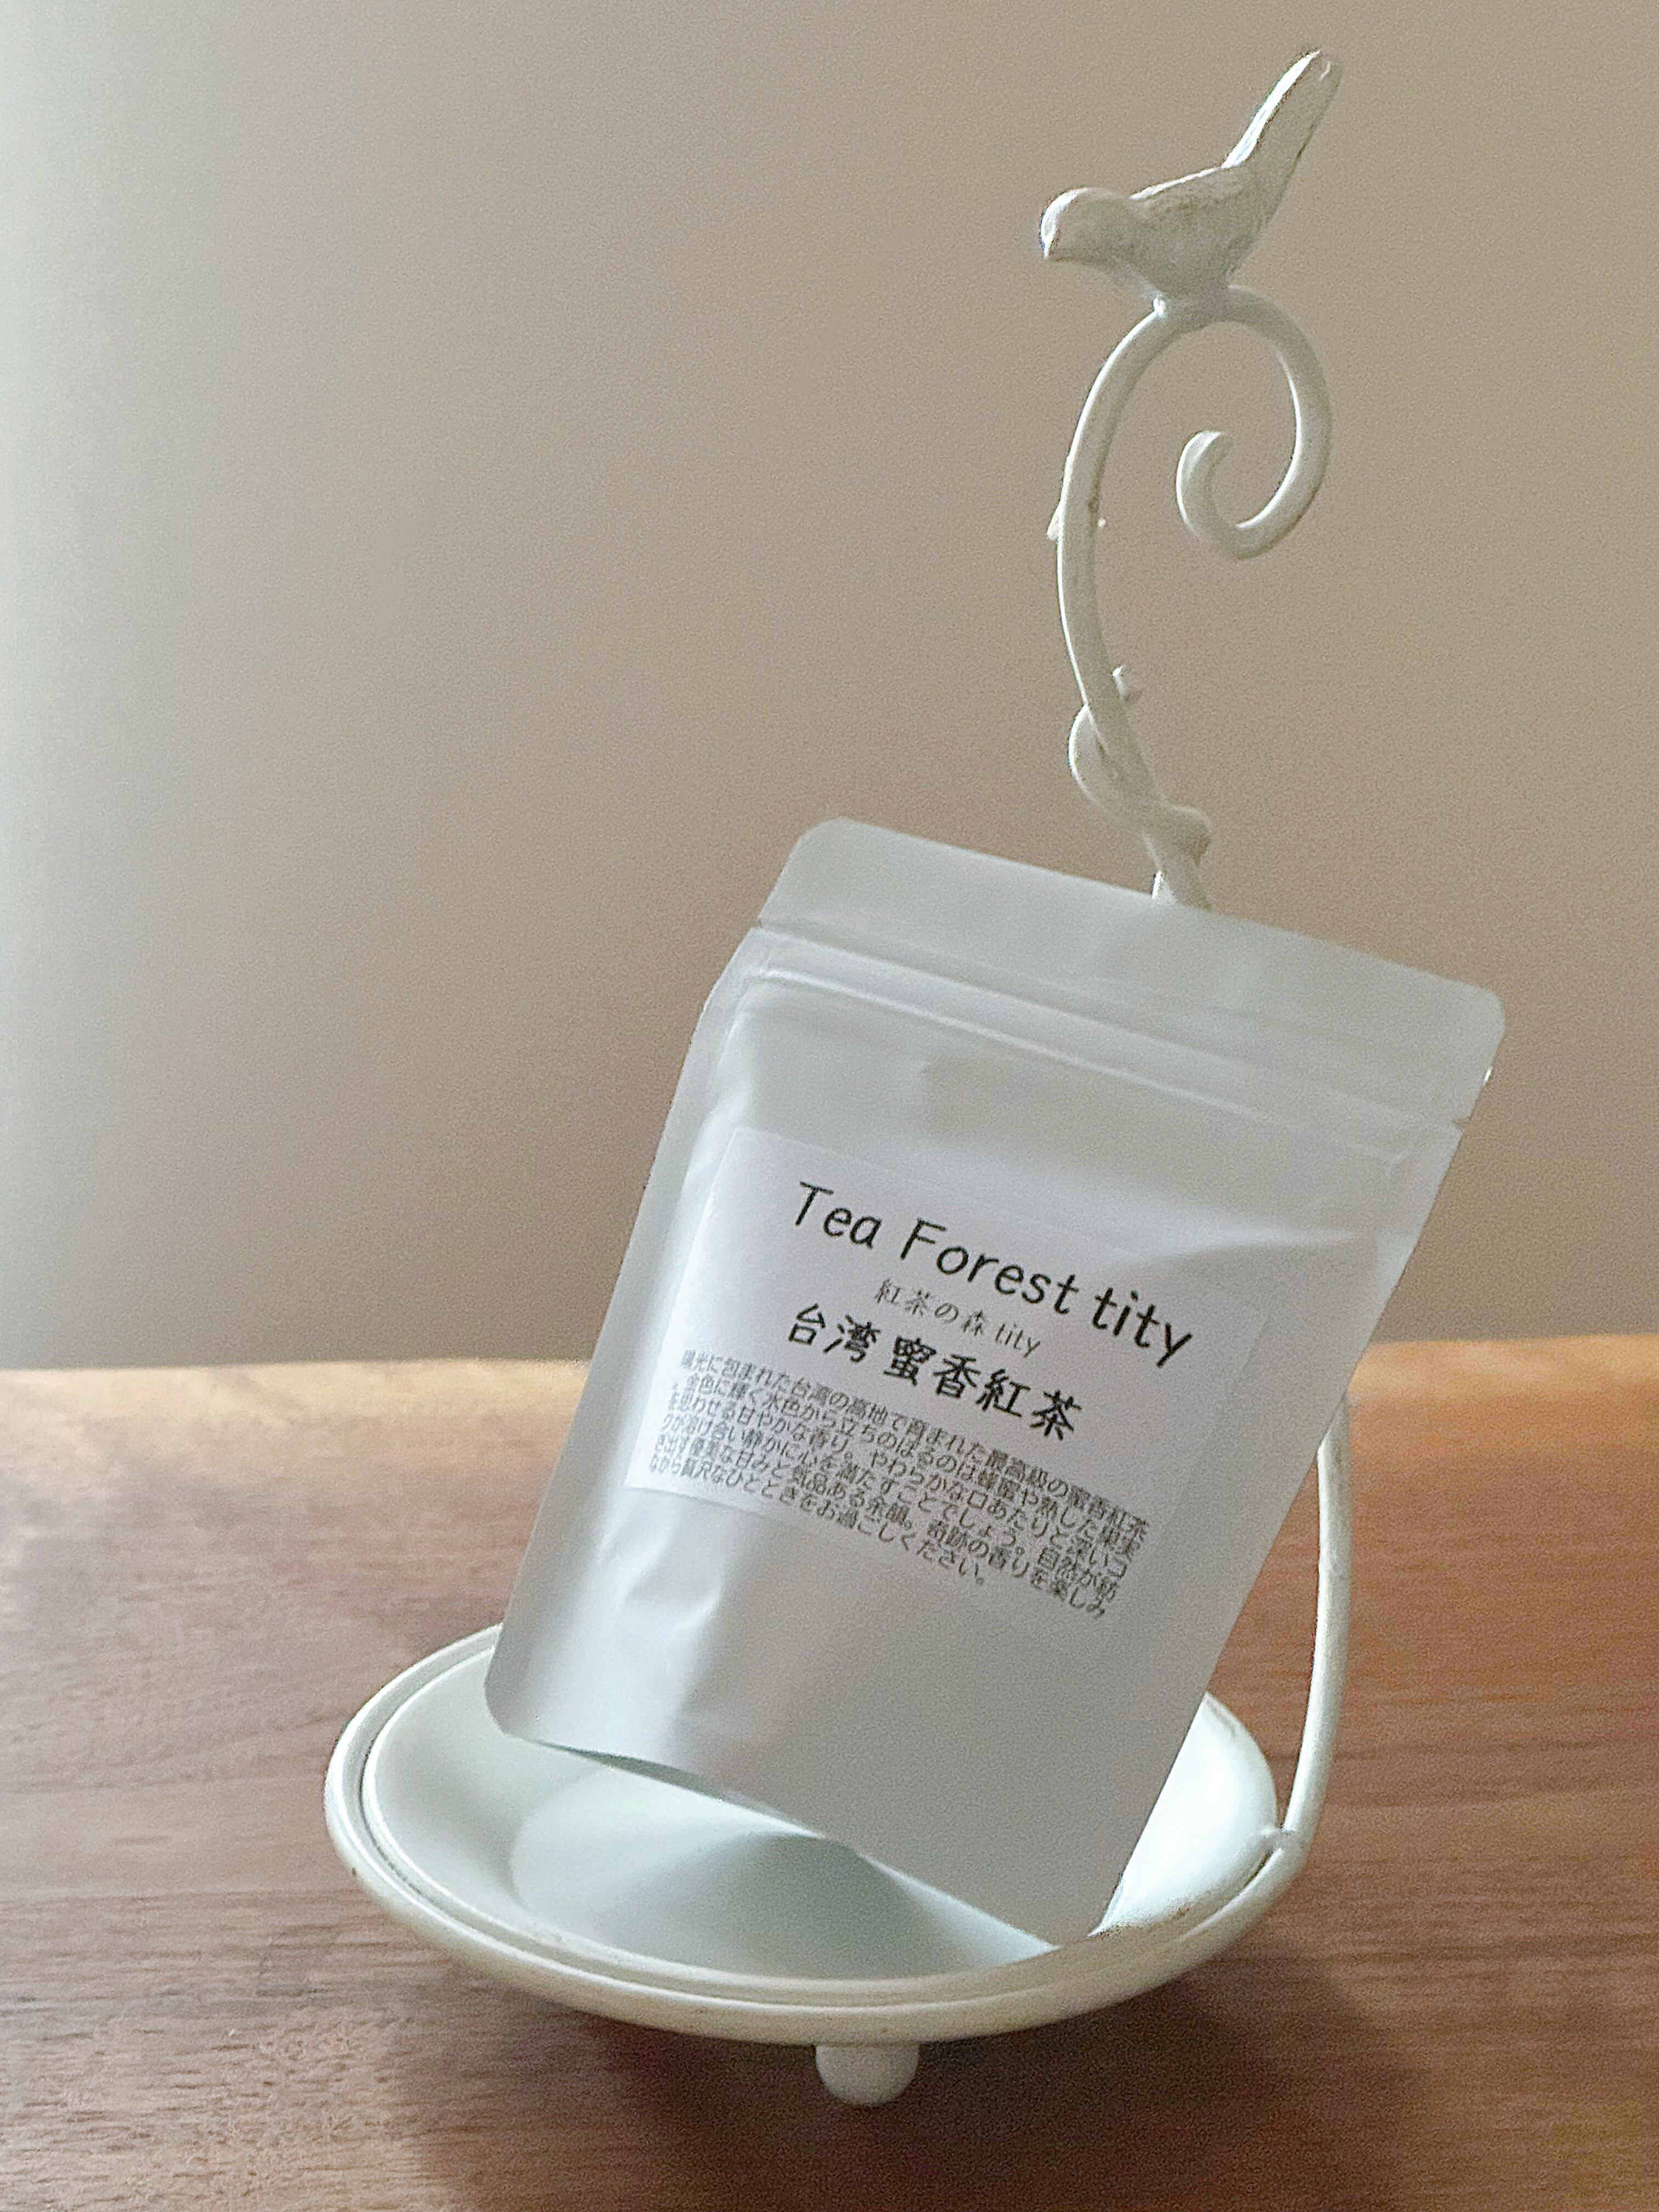 Tea Forest tity
紅茶の森 tity
台湾 蜜香紅茶
陽光に包まれた台湾の高地で育まれた最高級の蜜香紅茶
。金色に輝く水色から立ちのぼるのは蜂蜜や熟した果実
を思わせる甘やかな香り。やわらかな口あたりと深いコ
クが溶け合い静かに心を満たすことでしょう。自然が紡
ぎ出す優美な甘みと気品ある余韻。奇跡の香りを楽しみ
ながら贅沢なひとときをお過ごしください。